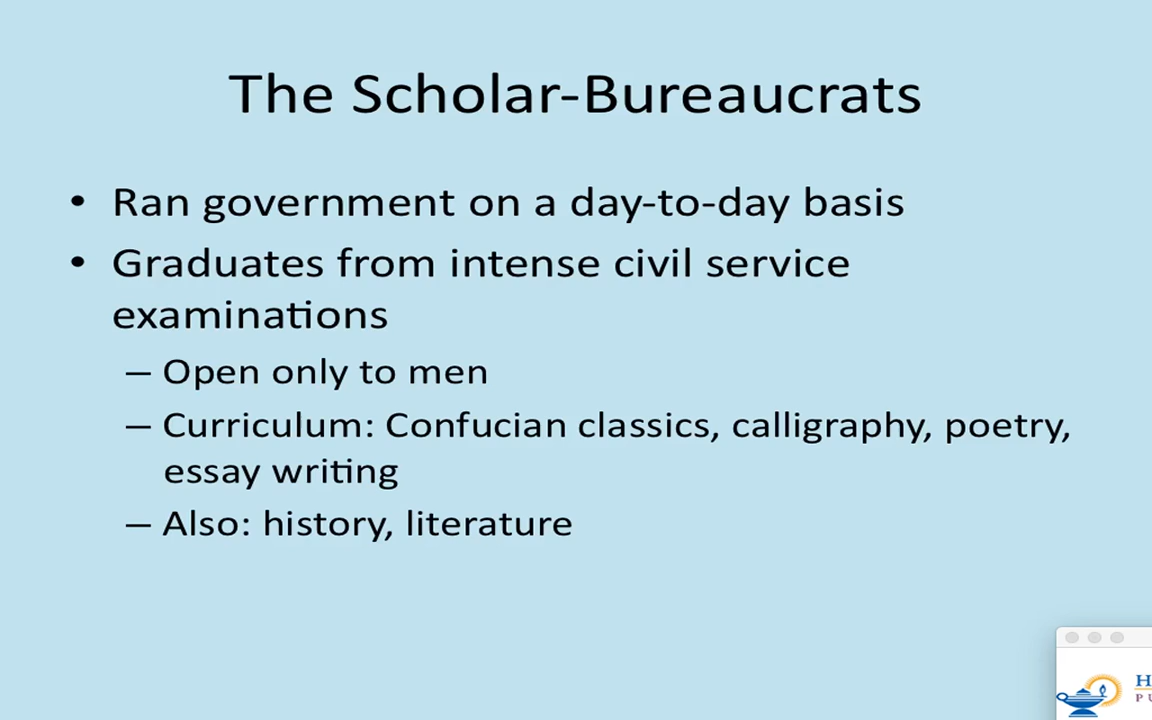 The Scholar-Bureaucrats
• Ran government on a day-to-day basis
• Graduates from intense civil service
examinations
– Open only to men
– Curriculum: Confucian classics, calligraphy, poetry,
essay writing
– Also: history, literature